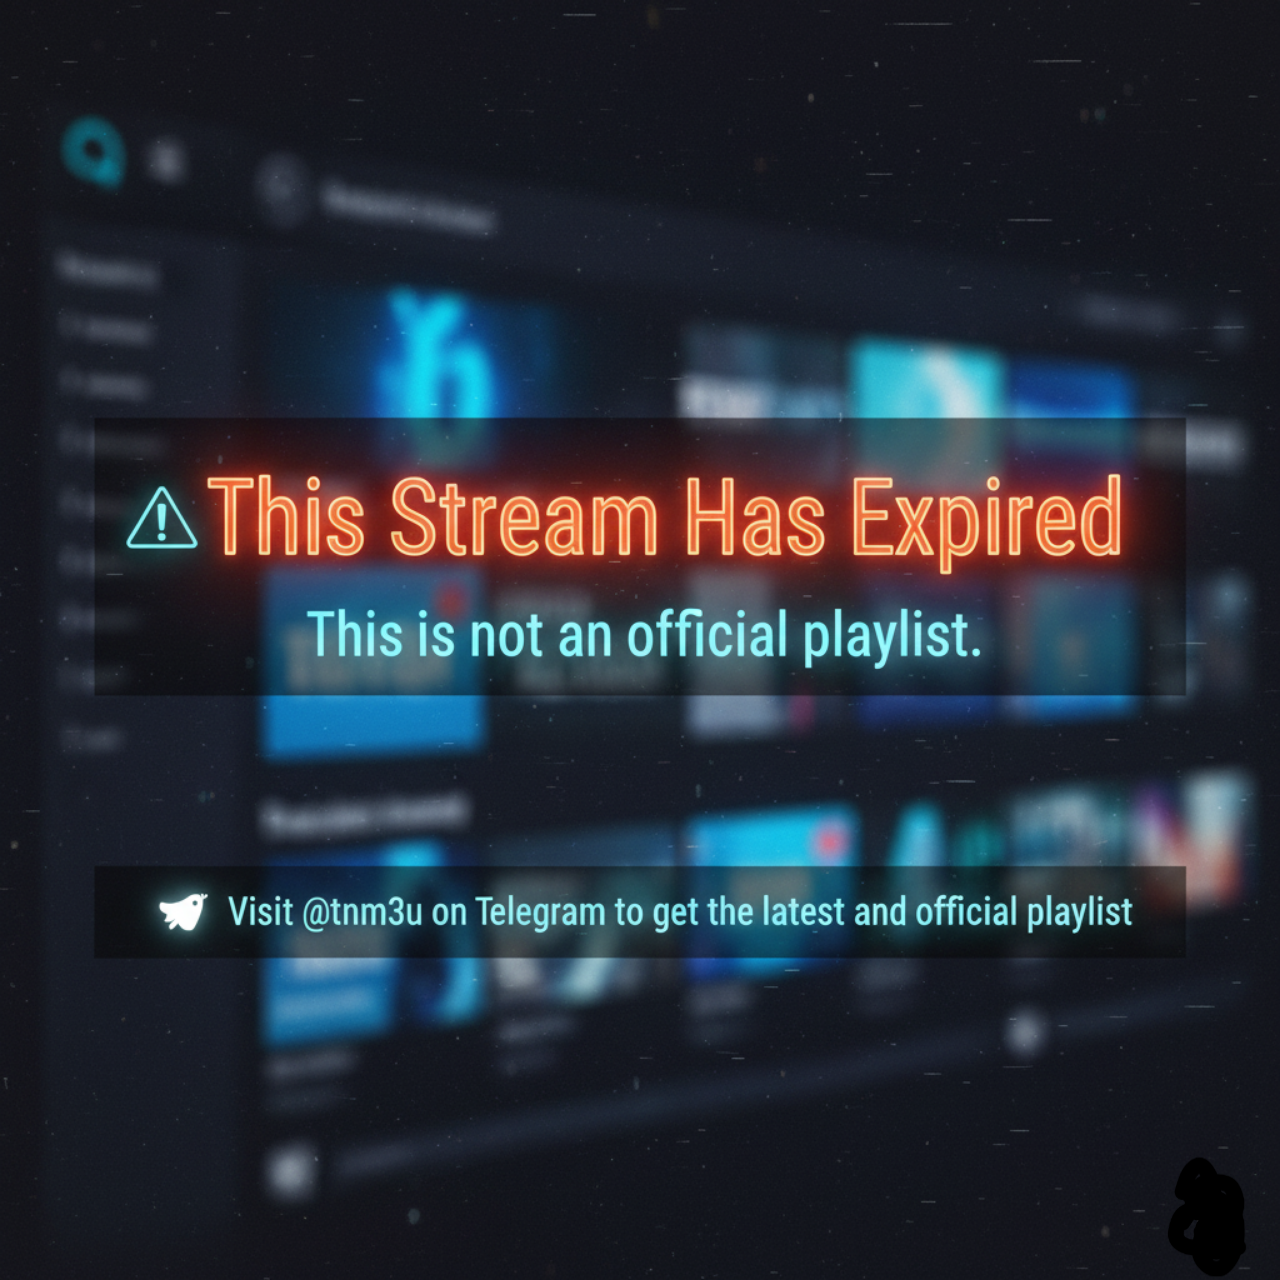 This Stream Has Expired
This is not an official playlist.
Visit @tnm3u on Telegram to get the latest and official playlist